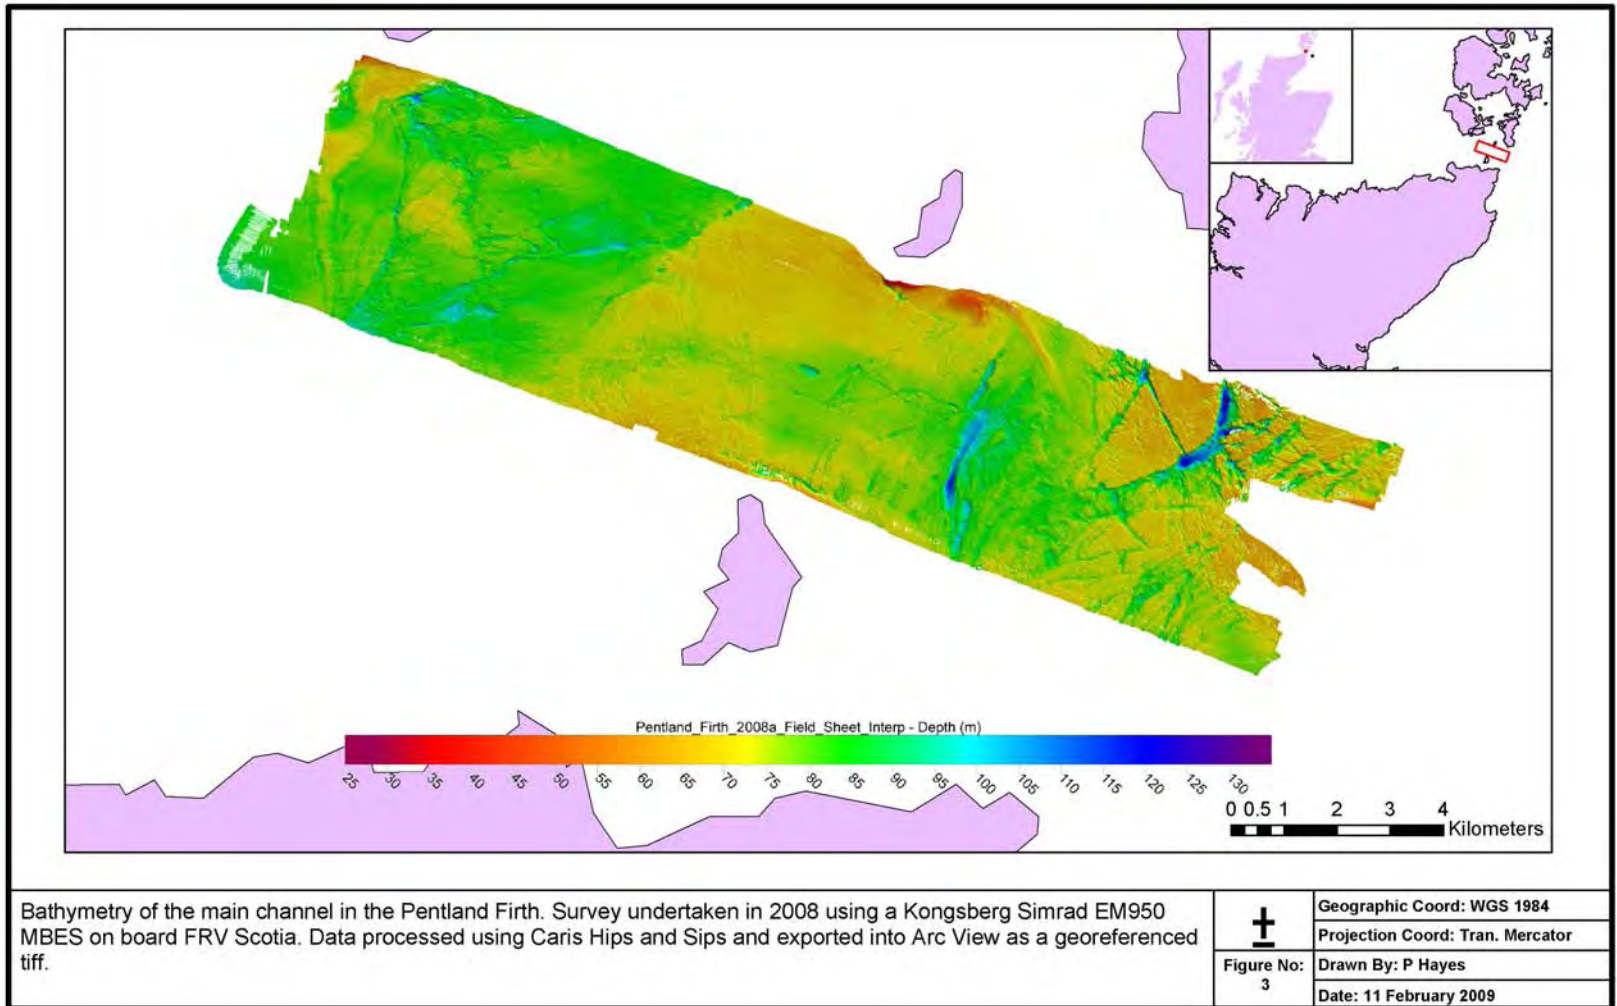 Pentland_Firth_2008a_Field_Sheet_Interp - Depth (m)
25 30 35 40 45 50 55 60 65 70 75 80 85 90 95 100 105 110 115 120 125 130
0 0.5 1 2 3 4
Kilometers
Bathymetry of the main channel in the Pentland Firth. Survey undertaken in 2008 using a Kongsberg Simrad EM950
MBES on board FRV Scotia. Data processed using Caris Hips and Sips and exported into Arc View as a georeferenced
tiff.
Figure No:
3
Geographic Coord: WGS 1984
Projection Coord: Tran. Mercator
Drawn By: P Hayes
Date: 11 February 2009